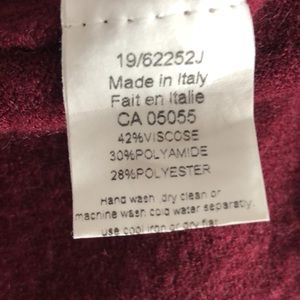 19/62252J
Made in Italy
Fait en Italie
CA 05055
42%VISCOSE
30%POLYAMIDE
28%POLYESTER
Hand wash dry clean or
machine wash cold water separatly
use cool iron or dry flat